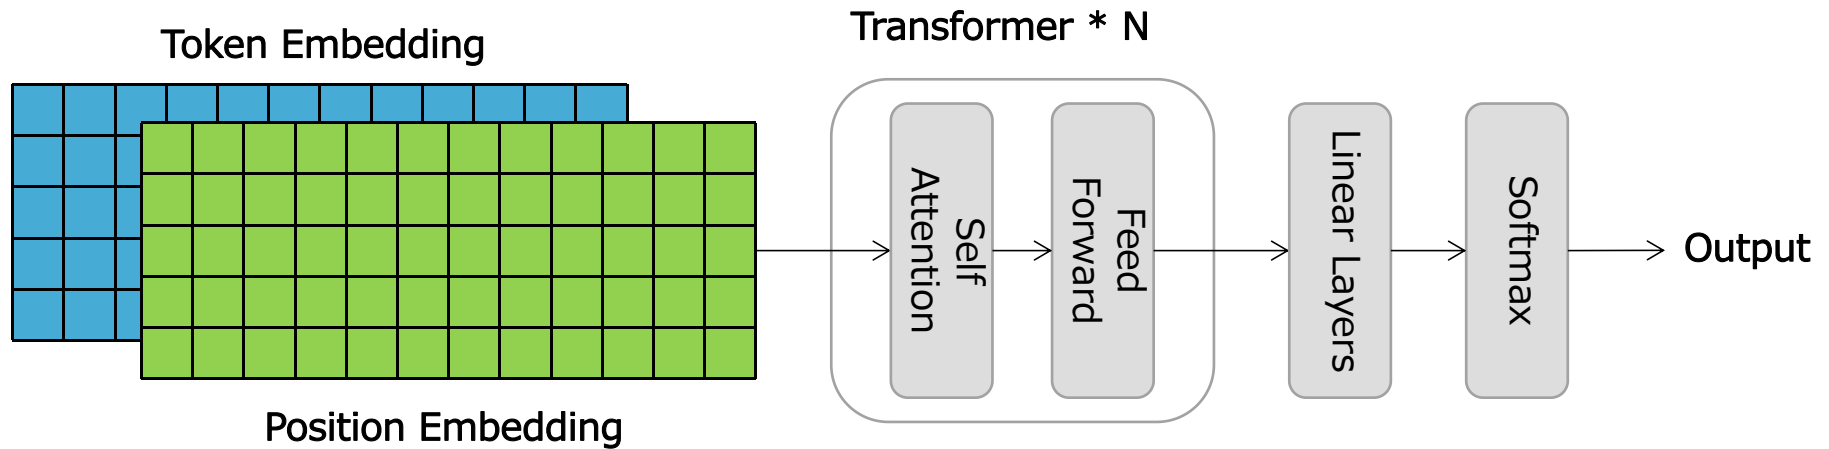 Token Embedding
Position Embedding
Transformer * N
Self
Attention
Feed
Forward
Linear Layers
Softmax
Output